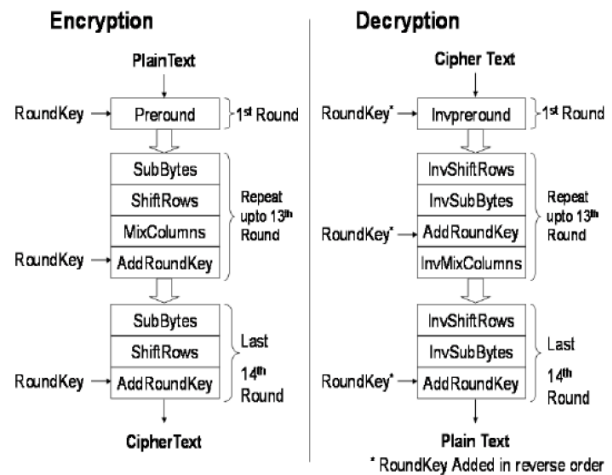 Encryption
PlainText
RoundKey
Preround
1st Round
SubBytes
ShiftRows
MixColumns
AddRoundKey
RoundKey
Repeat
upto 13th
Round
SubBytes
ShiftRows
AddRoundKey
RoundKey
Last
14th
Round
CipherText
Decryption
Cipher Text
RoundKey*
Invpreround
1st Round
InvShiftRows
InvSubBytes
AddRoundKey
InvMixColumns
RoundKey*
Repeat
upto 13th
Round
InvShiftRows
InvSubBytes
AddRoundKey
RoundKey*
Last
14th
Round
Plain Text
* RoundKey Added in reverse order